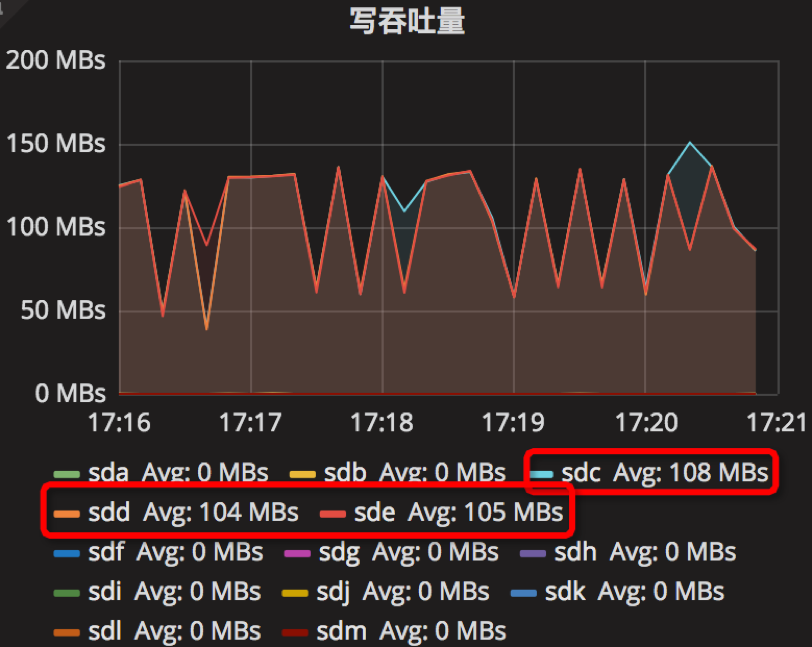 写吞吐量
200 MBs
150 MBs
100 MBs
50 MBs
0 MBs
17:16 17:17 17:18 17:19 17:20 17:21
sda Avg: 0 MBs sdb Avg: 0 MBs sdc Avg: 108 MBs
sdd Avg: 104 MBs sde Avg: 105 MBs
sdf Avg: 0 MBs sdg Avg: 0 MBs sdh Avg: 0 MBs
sdi Avg: 0 MBs sdj Avg: 0 MBs sdk Avg: 0 MBs
sdl Avg: 0 MBs sdm Avg: 0 MBs